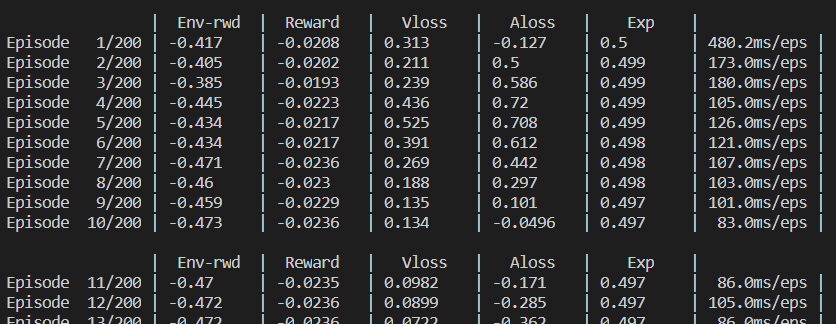 | Env-rwd | Reward | Vloss | Aloss | Exp |
Episode 1/200 | -0.417 | -0.0208 | 0.313 | -0.127 | 0.5 | 480.2ms/eps |
Episode 2/200 | -0.405 | -0.0202 | 0.211 | 0.5 | 0.499 | 173.0ms/eps |
Episode 3/200 | -0.385 | -0.0193 | 0.239 | 0.586 | 0.499 | 180.0ms/eps |
Episode 4/200 | -0.445 | -0.0223 | 0.436 | 0.72 | 0.499 | 105.0ms/eps |
Episode 5/200 | -0.434 | -0.0217 | 0.525 | 0.708 | 0.499 | 126.0ms/eps |
Episode 6/200 | -0.434 | -0.0217 | 0.391 | 0.612 | 0.498 | 121.0ms/eps |
Episode 7/200 | -0.471 | -0.0236 | 0.269 | 0.442 | 0.498 | 107.0ms/eps |
Episode 8/200 | -0.46 | -0.023 | 0.188 | 0.297 | 0.498 | 103.0ms/eps |
Episode 9/200 | -0.459 | -0.0229 | 0.135 | 0.101 | 0.497 | 101.0ms/eps |
Episode 10/200 | -0.473 | -0.0236 | 0.134 | -0.0496 | 0.497 | 83.0ms/eps |
| Env-rwd | Reward | Vloss | Aloss | Exp |
Episode 11/200 | -0.47 | -0.0235 | 0.0982 | -0.171 | 0.497 | 86.0ms/eps |
Episode 12/200 | -0.472 | -0.0236 | 0.0899 | -0.285 | 0.497 | 105.0ms/eps |
Episode 13/200 | -0.472 | -0.0236 | 0.0722 | -0.362 | 0.497 | 86.0ms/eps |